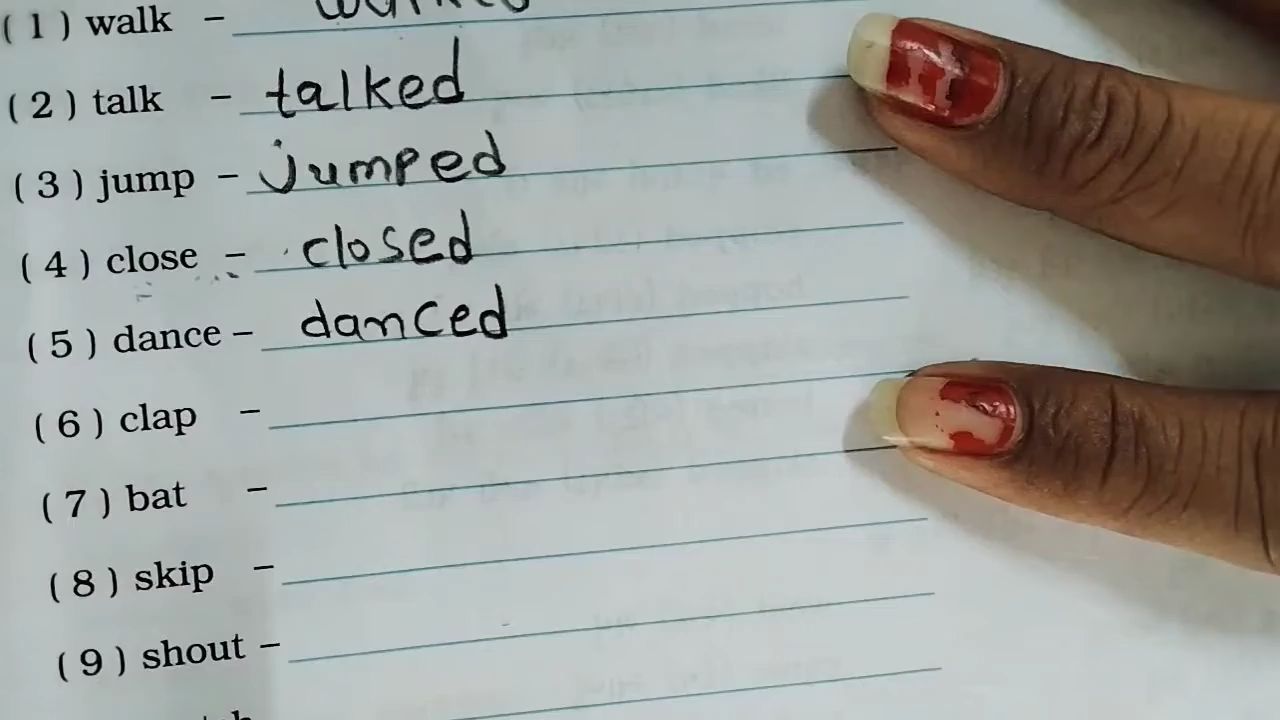 ( 1 ) walk – walked
( 2 ) talk – talked
( 3 ) jump – jumped
( 4 ) close – closed
( 5 ) dance – danced
( 6 ) clap –
( 7 ) bat –
( 8 ) skip –
( 9 ) shout –